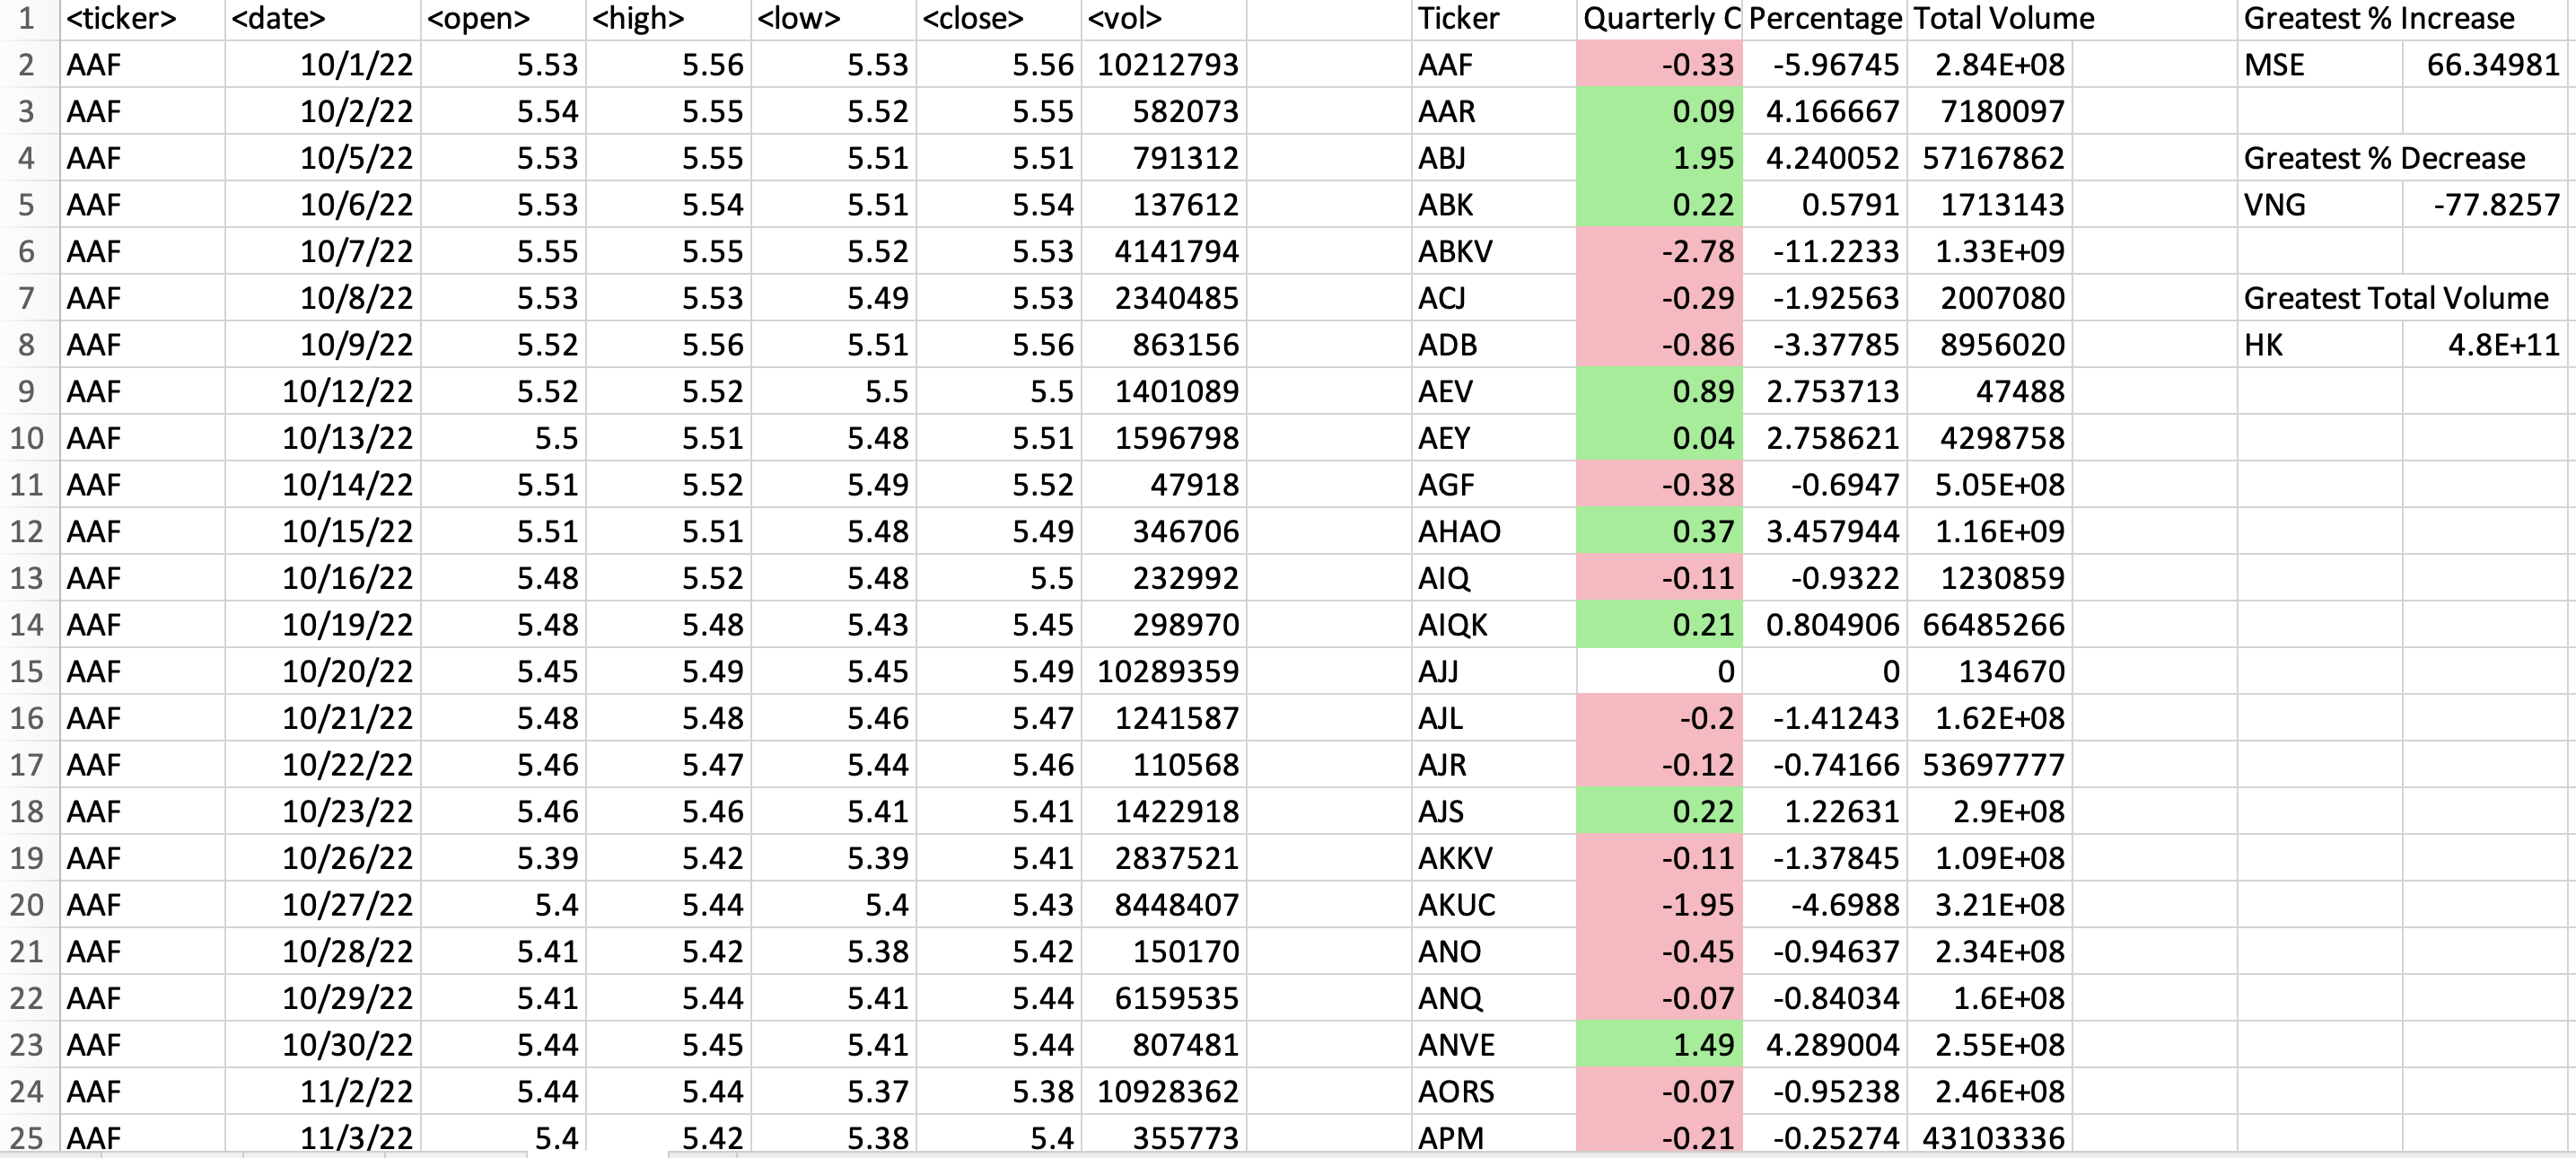 1 <ticker> <date> <open> <high> <low> <close> <vol> Ticker Quarterly C Percentage Total Volume Greatest % Increase
2 AAF 10/1/22 5.53 5.56 5.53 5.56 10212793 AAF -0.33 -5.96745 2.84E+08 MSE 66.34981
3 AAF 10/2/22 5.54 5.55 5.52 5.55 582073 AAR 0.09 4.166667 7180097
4 AAF 10/5/22 5.53 5.55 5.51 5.51 791312 ABJ 1.95 4.240052 57167862 Greatest % Decrease
5 AAF 10/6/22 5.53 5.54 5.51 5.54 137612 ABK 0.22 0.5791 1713143 VNG -77.8257
6 AAF 10/7/22 5.55 5.55 5.52 5.53 4141794 ABKV -2.78 -11.2233 1.33E+09
7 AAF 10/8/22 5.53 5.53 5.49 5.53 2340485 ACJ -0.29 -1.92563 2007080 Greatest Total Volume
8 AAF 10/9/22 5.52 5.56 5.51 5.56 863156 ADB -0.86 -3.37785 8956020 HK 4.8E+11
9 AAF 10/12/22 5.52 5.52 5.5 5.5 1401089 AEV 0.89 2.753713 47488
10 AAF 10/13/22 5.5 5.51 5.48 5.51 1596798 AEY 0.04 2.758621 4298758
11 AAF 10/14/22 5.51 5.52 5.49 5.52 47918 AGF -0.38 -0.6947 5.05E+08
12 AAF 10/15/22 5.51 5.51 5.48 5.49 346706 AHAO 0.37 3.457944 1.16E+09
13 AAF 10/16/22 5.48 5.52 5.48 5.5 232992 AIQ -0.11 -0.9322 1230859
14 AAF 10/19/22 5.48 5.48 5.43 5.45 298970 AIQK 0.21 0.804906 66485266
15 AAF 10/20/22 5.45 5.49 5.45 5.49 10289359 AJJ 0 0 134670
16 AAF 10/21/22 5.48 5.48 5.46 5.47 1241587 AJL -0.2 -1.41243 1.62E+08
17 AAF 10/22/22 5.46 5.47 5.44 5.46 110568 AJR -0.12 -0.74166 53697777
18 AAF 10/23/22 5.46 5.46 5.41 5.41 1422918 AJS 0.22 1.22631 2.9E+08
19 AAF 10/26/22 5.39 5.42 5.39 5.41 2837521 AKKV -0.11 -1.37845 1.09E+08
20 AAF 10/27/22 5.4 5.44 5.4 5.43 8448407 AKUC -1.95 -4.6988 3.21E+08
21 AAF 10/28/22 5.41 5.42 5.38 5.42 150170 ANO -0.45 -0.94637 2.34E+08
22 AAF 10/29/22 5.41 5.44 5.41 5.44 6159535 ANQ -0.07 -0.84034 1.6E+08
23 AAF 10/30/22 5.44 5.45 5.41 5.44 807481 ANVE 1.49 4.289004 2.55E+08
24 AAF 11/2/22 5.44 5.44 5.37 5.38 10928362 AORS -0.07 -0.95238 2.46E+08
25 AAF 11/3/22 5.4 5.42 5.38 5.4 355773 APM -0.21 -0.25274 43103336